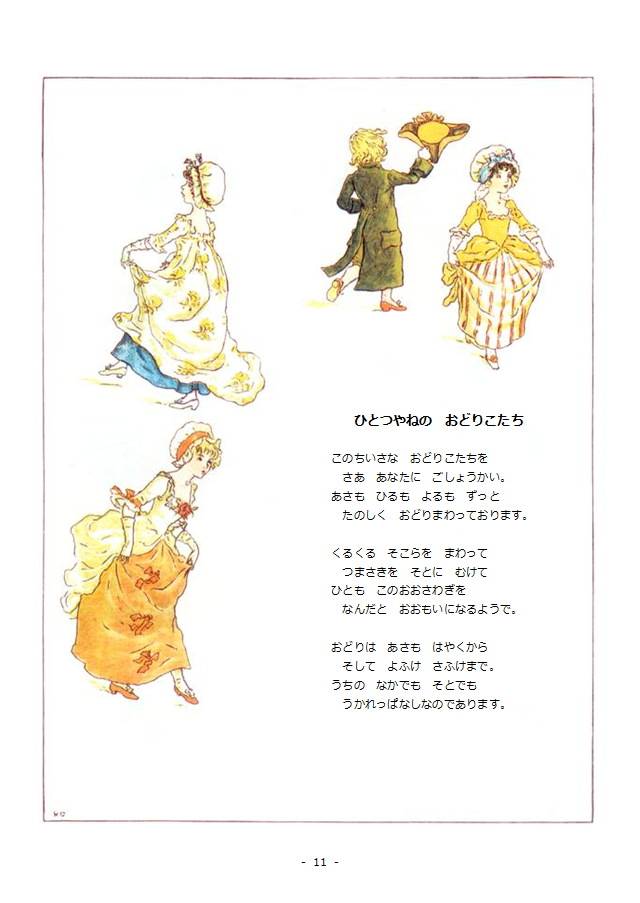 ひとつやねの　おどりこたち
このちいさな　おどりこたちを
　さあ　あなたに　ごしょうかい。
あさも　ひるも　よるも　ずっと
　たのしく　おどりまわっております。
くるくる　そこらを　まわって
　つまさきを　そとに　むけて
ひとも　このおおさわぎを
　なんだと　おおもいになるようで。
おどりは　あさも　はやくから
　そして　よふけ　さふけまで。
うちの　なかでも　そとでも
　うかれっぱなしなのであります。
- 11 -